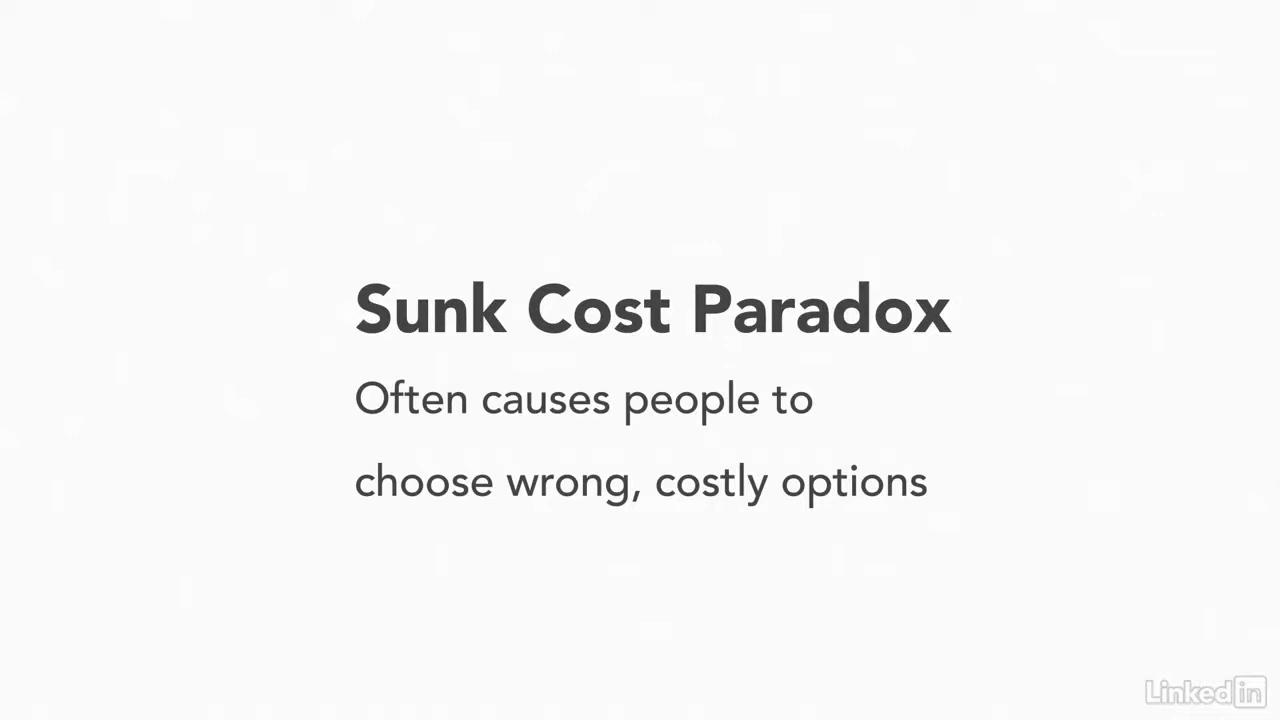 Sunk Cost Paradox
Often causes people to
choose wrong, costly options
Linked in